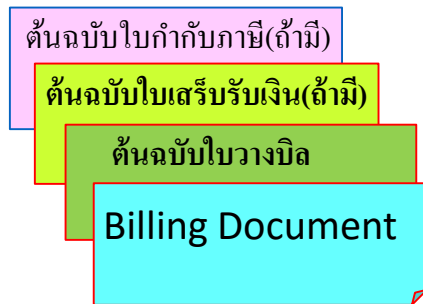 ต้นฉบับใบกำกับภาษี(ถ้ามี)
ต้นฉบับใบเสร็บรับเงิน(ถ้ามี)
ต้นฉบับใบวางบิล
Billing Document